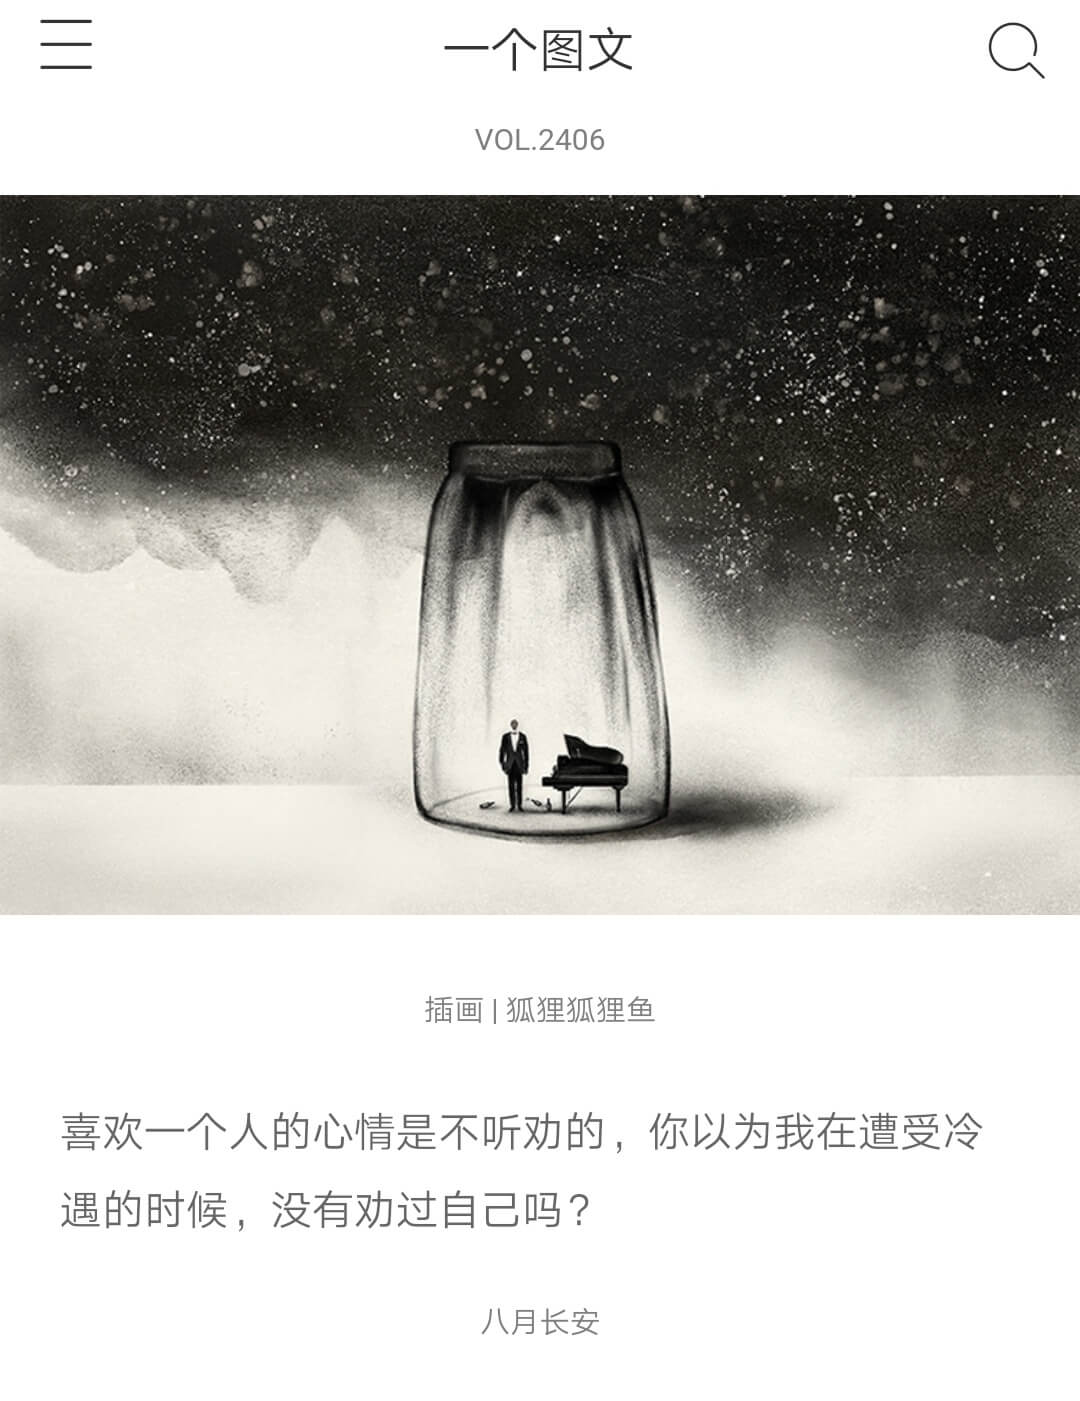 一个图文
VOL.2406
插画 | 狐狸狐狸鱼
喜欢一个人的心情是不听劝的，你以为我在遭受冷
遇的时候，没有劝过自己吗？
八月长安